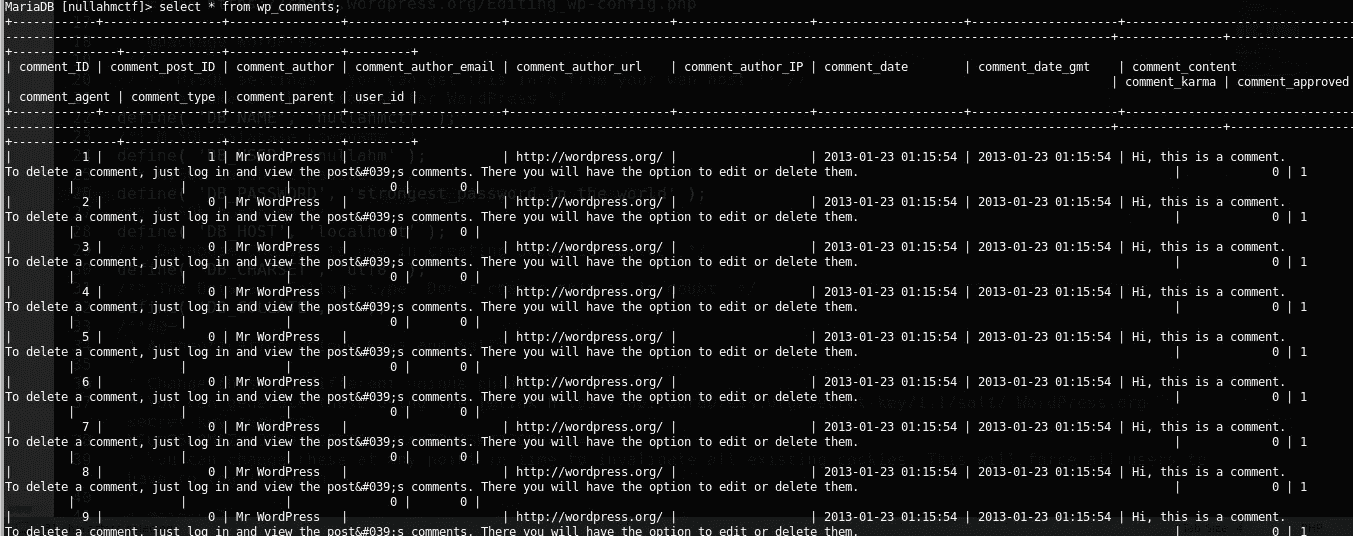 MariaDB [nullahmctf]> select * from wp_comments;
wordpress.org/Editing_wp-config.php
| comment_ID | comment_post_ID | comment_author | comment_author_email | comment_author_url | comment_author_IP | comment_date | comment_date_gmt | comment_content
| comment_karma | comment_approved
| comment_agent | comment_type | comment_parent | user_id |
define( 'DB_NAME', 'nullahmctf' );
| 1 | 1 | Mr WordPress | | http://wordpress.org/ | | 2013-01-23 01:15:54 | 2013-01-23 01:15:54 | Hi, this is a comment.
To delete a comment, just log in and view the post&#039;s comments. There you will have the option to edit or delete them. | 0 | 1
| | | 0 | 0 |
define( 'DB_PASSWORD', 'strongest_password_in_the_world' );
| 2 | 0 | Mr WordPress | | http://wordpress.org/ | | 2013-01-23 01:15:54 | 2013-01-23 01:15:54 | Hi, this is a comment.
To delete a comment, just log in and view the post&#039;s comments. There you will have the option to edit or delete them. | 0 | 1
| | | 0 | 0 |
define( 'DB_HOST', 'localhost' );
| 3 | 0 | Mr WordPress | | http://wordpress.org/ | | 2013-01-23 01:15:54 | 2013-01-23 01:15:54 | Hi, this is a comment.
To delete a comment, just log in and view the post&#039;s comments. There you will have the option to edit or delete them. | 0 | 1
| | | 0 | 0 |
| 4 | 0 | Mr WordPress | | http://wordpress.org/ | | 2013-01-23 01:15:54 | 2013-01-23 01:15:54 | Hi, this is a comment.
To delete a comment, just log in and view the post&#039;s comments. There you will have the option to edit or delete them. | 0 | 1
| | | 0 | 0 |
| 5 | 0 | Mr WordPress | | http://wordpress.org/ | | 2013-01-23 01:15:54 | 2013-01-23 01:15:54 | Hi, this is a comment.
To delete a comment, just log in and view the post&#039;s comments. There you will have the option to edit or delete them. | 0 | 1
| | | 0 | 0 |
| 6 | 0 | Mr WordPress | | http://wordpress.org/ | | 2013-01-23 01:15:54 | 2013-01-23 01:15:54 | Hi, this is a comment.
To delete a comment, just log in and view the post&#039;s comments. There you will have the option to edit or delete them. | 0 | 1
| | | 0 | 0 |
| 7 | 0 | Mr WordPress | | http://wordpress.org/ | | 2013-01-23 01:15:54 | 2013-01-23 01:15:54 | Hi, this is a comment.
To delete a comment, just log in and view the post&#039;s comments. There you will have the option to edit or delete them. | 0 | 1
| | | 0 | 0 |
| 8 | 0 | Mr WordPress | | http://wordpress.org/ | | 2013-01-23 01:15:54 | 2013-01-23 01:15:54 | Hi, this is a comment.
To delete a comment, just log in and view the post&#039;s comments. There you will have the option to edit or delete them. | 0 | 1
| | | 0 | 0 |
| 9 | 0 | Mr WordPress | | http://wordpress.org/ | | 2013-01-23 01:15:54 | 2013-01-23 01:15:54 | Hi, this is a comment.
To delete a comment, just log in and view the post&#039;s comments. There you will have the option to edit or delete them. | 0 | 1